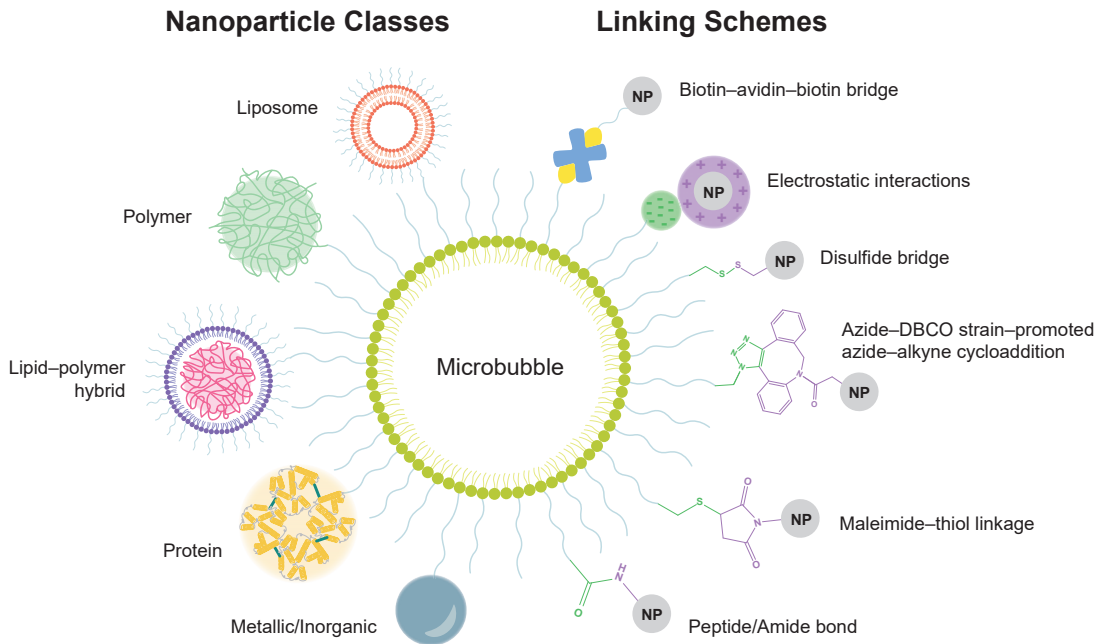 Nanoparticle Classes
Linking Schemes
Liposome
Polymer
Lipid–polymer
hybrid
Protein
Metallic/Inorganic
Microbubble
NP
Biotin–avidin–biotin bridge
+ + + + + + + + + +
NP
Electrostatic interactions
S
S
NP
Disulfide bridge
N
N
N
N
O
NP
Azide–DBCO strain–promoted
azide–alkyne cycloaddition
S
O
N
O
NP
Maleimide–thiol linkage
O
H
N
NP
Peptide/Amide bond